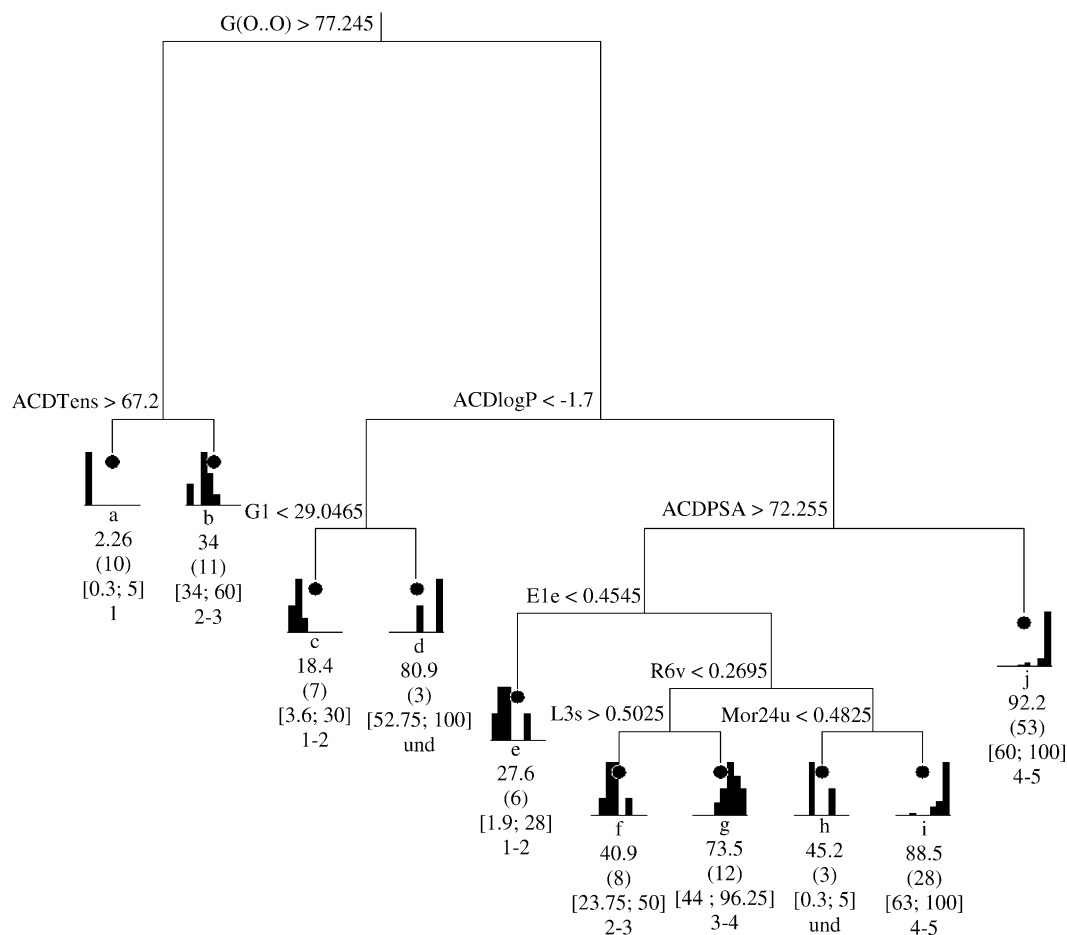 G(O..O) > 77.245
ACDTens > 67.2
ACDlogP < -1.7
G1 < 29.0465
ACDPSA > 72.255
E1e < 0.4545
R6v < 0.2695
L3s > 0.5025
Mor24u < 0.4825
a
2.26
(10)
[0.3; 5]
1
b
34
(11)
[34; 60]
2-3
c
18.4
(7)
[3.6; 30]
1-2
d
80.9
(3)
[52.75; 100]
und
e
27.6
(6)
[1.9; 28]
1-2
f
40.9
(8)
[23.75; 50]
2-3
g
73.5
(12)
[44 ; 96.25]
3-4
h
45.2
(3)
[0.3; 5]
und
i
88.5
(28)
[63; 100]
4-5
j
92.2
(53)
[60; 100]
4-5